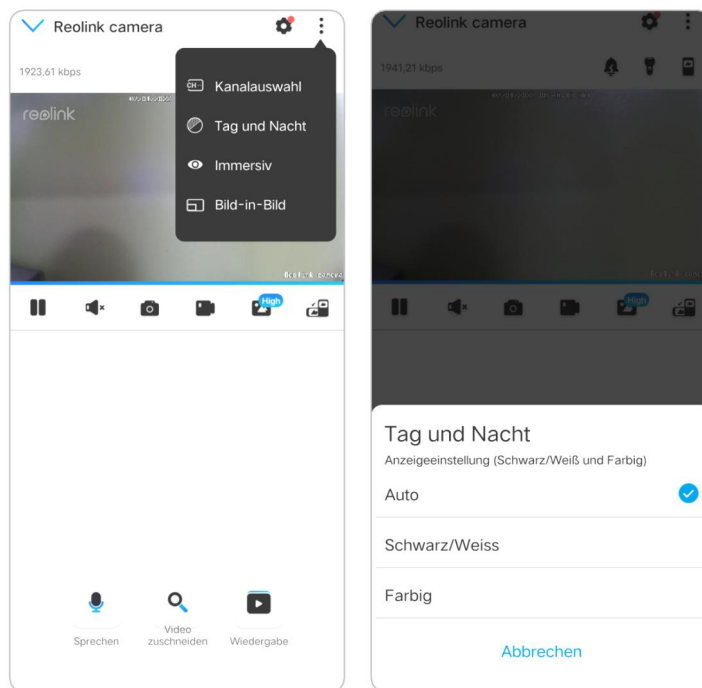 Reolink camera
1923,61 kbps
Kanalauswahl
Tag und Nacht
Immersiv
Bild-in-Bild
reolink
Reolink camera
High
Sprechen
Video
zuschneiden
Wiedergabe
Reolink camera
1941,21 kbps
reolink
High
Tag und Nacht
Anzeigeeinstellung (Schwarz/Weiß und Farbig)
Auto
Schwarz/Weiss
Farbig
Abbrechen